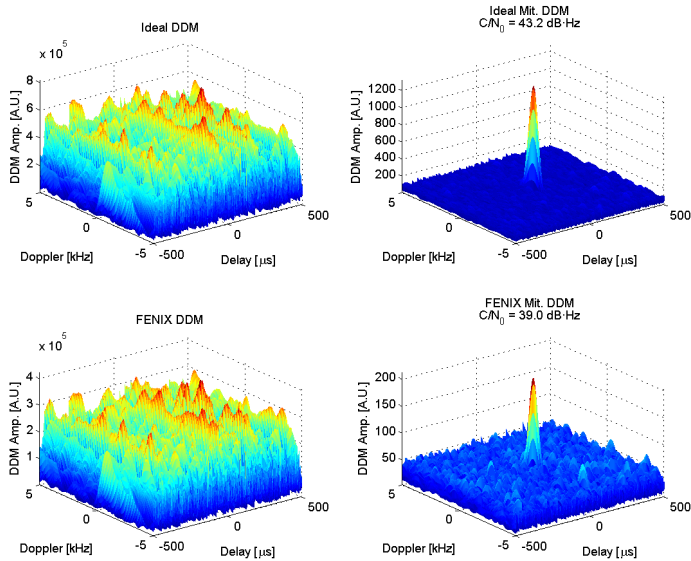 Ideal DDM
x 10^5
DDM Amp. [A.U.]
8
6
4
2
5
0
-5
Doppler [kHz]
-500
0
500
Delay [μs]
Ideal Mit. DDM
C/N0 = 43.2 dB·Hz
DDM Amp. [A.U.]
1200
1000
800
600
400
200
5
0
-5
Doppler [kHz]
-500
0
500
Delay [μs]
FENIX DDM
x 10^5
DDM Amp. [A.U.]
4
3
2
1
5
0
-5
Doppler [kHz]
-500
0
500
Delay [μs]
FENIX Mit. DDM
C/N0 = 39.0 dB·Hz
DDM Amp. [A.U.]
200
150
100
50
5
0
-5
Doppler [kHz]
-500
0
500
Delay [μs]